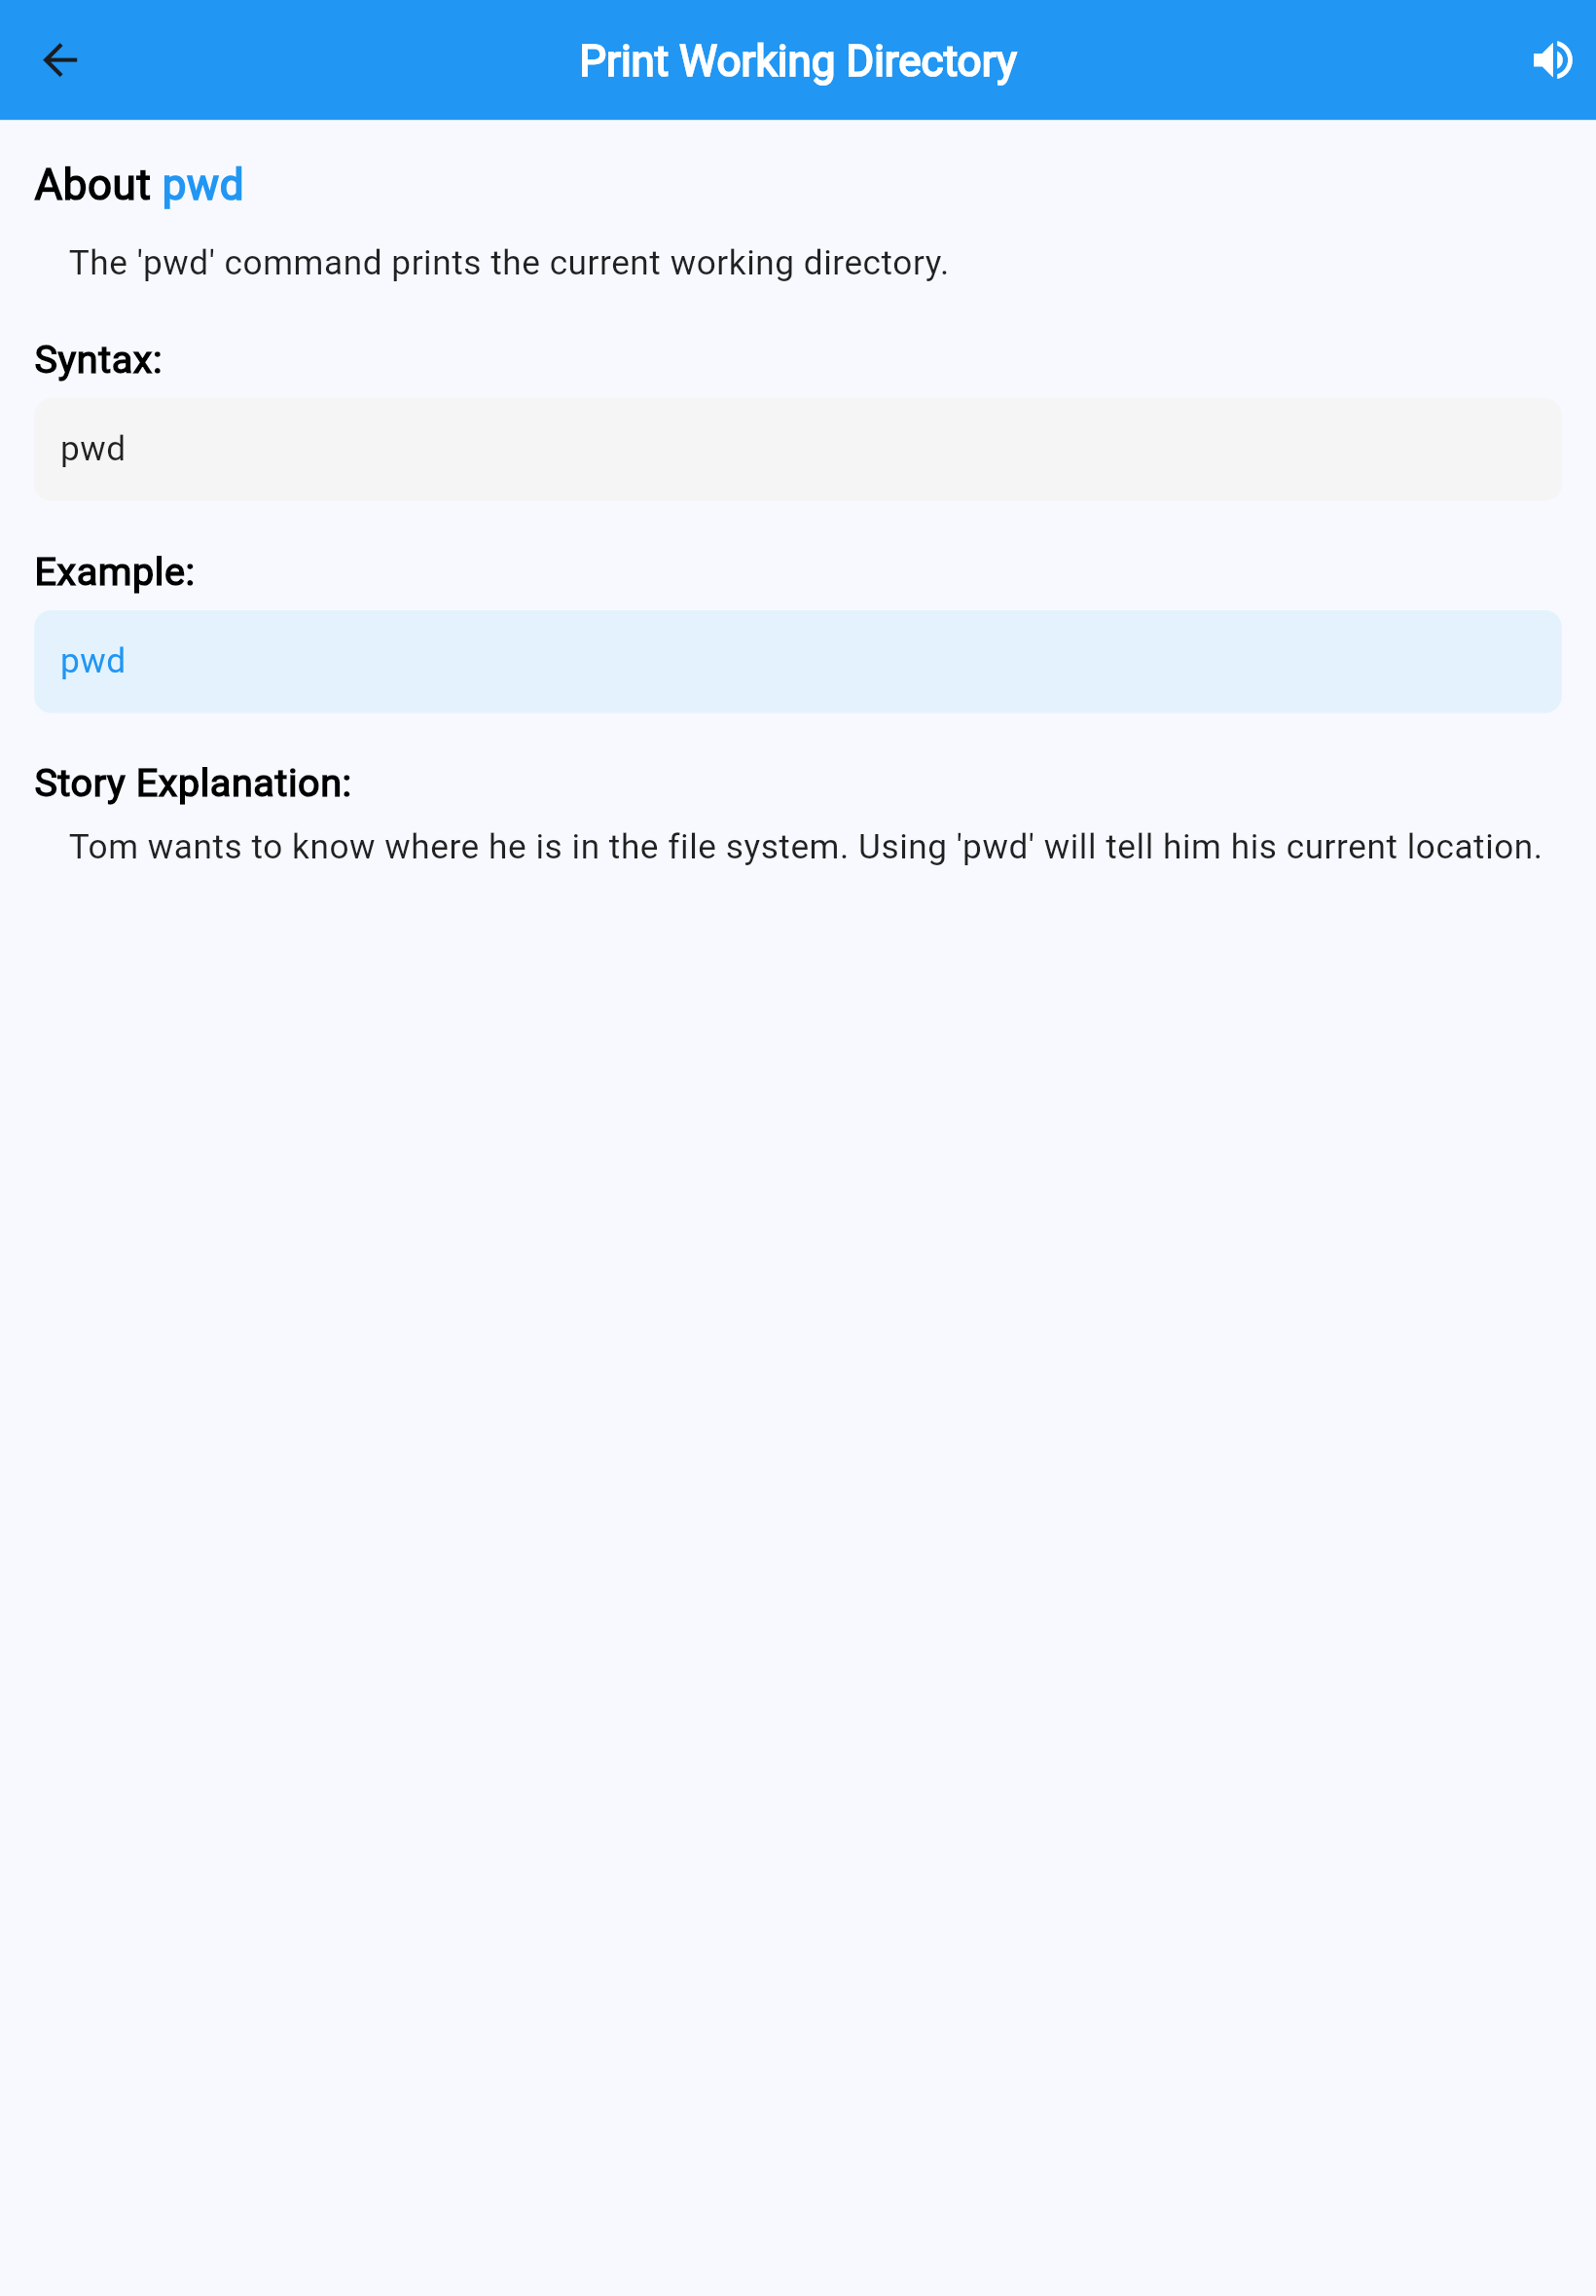 Print Working Directory
About pwd
The 'pwd' command prints the current working directory.
Syntax:
pwd
Example:
pwd
Story Explanation:
Tom wants to know where he is in the file system. Using 'pwd' will tell him his current location.